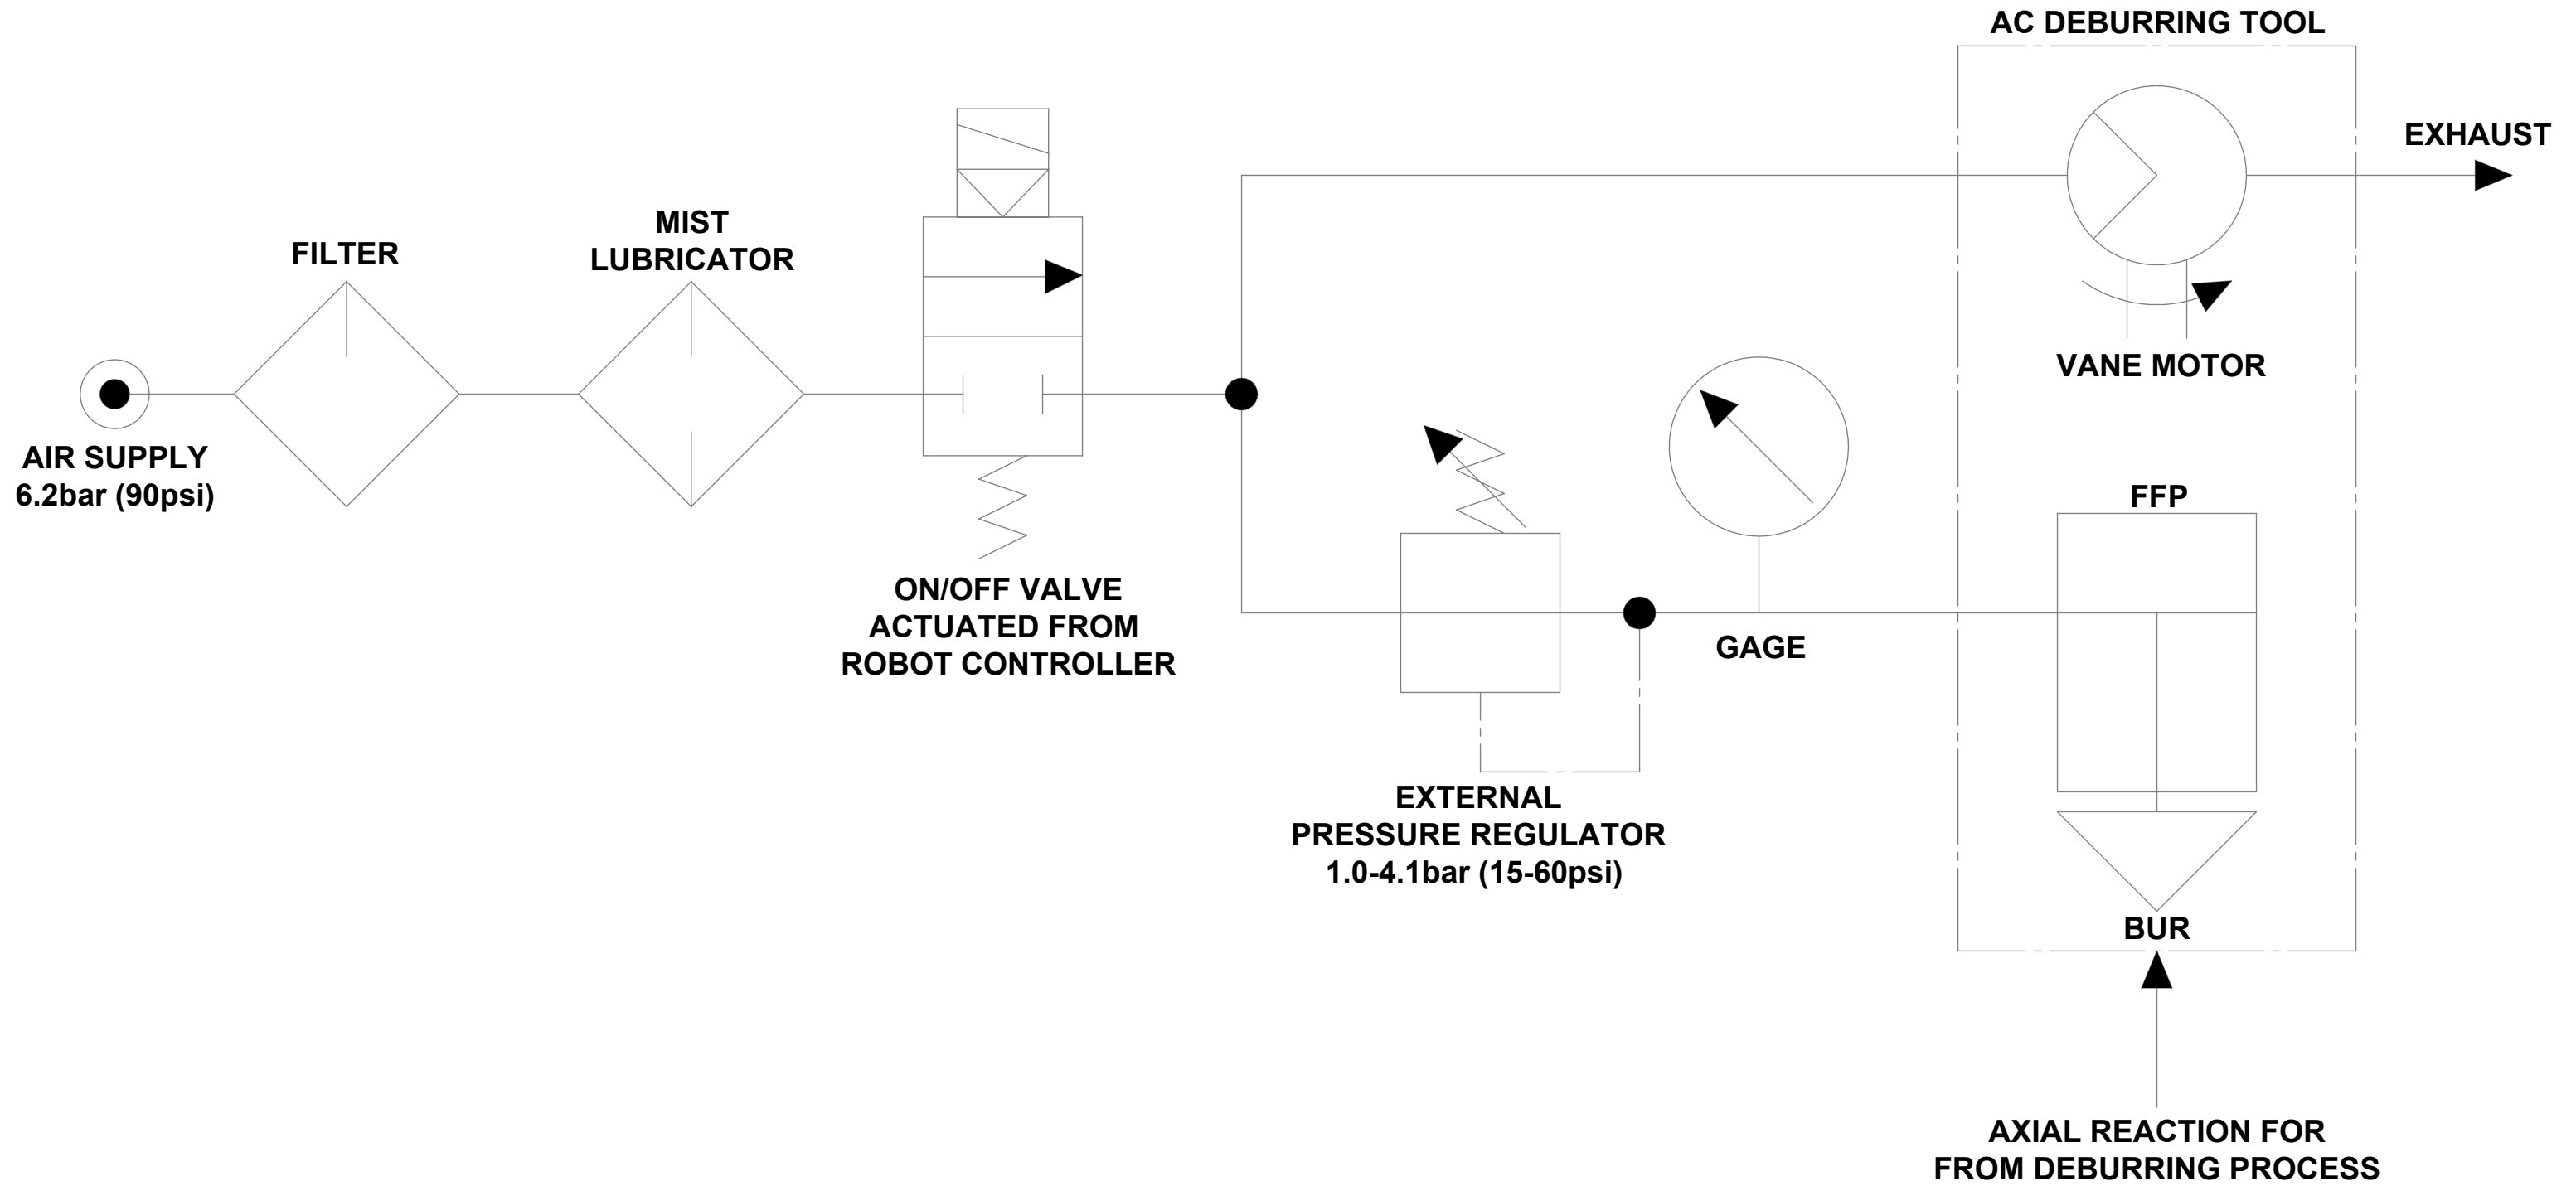 AC DEBURRING TOOL
EXHAUST
MIST
LUBRICATOR
FILTER
VANE MOTOR
AIR SUPPLY
6.2bar (90psi)
FFP
ON/OFF VALVE
ACTUATED FROM
ROBOT CONTROLLER
GAGE
EXTERNAL
PRESSURE REGULATOR
1.0-4.1bar (15-60psi)
BUR
AXIAL REACTION FOR
FROM DEBURRING PROCESS